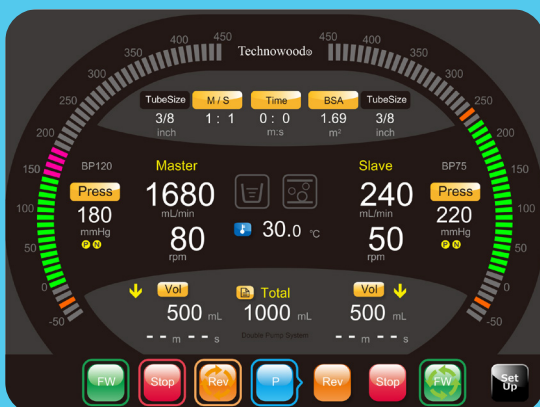 450 450
400 Technowood® 400
350 350
300 300
250 250
200 200
150 150
100 100
50 50
0 0
-50 -50
TubeSize M / S Time BSA TubeSize
3/8 1 : 1 0 : 0 1.69 3/8
inch m:s m² inch
BP120 Master Slave BP75
Press 1680 240 Press
180 mL/min mL/min 220
mmHg 80 30.0 °C 50 mmHg
P N rpm rpm P N
Vol Total Vol
500 mL 1000 mL 500 mL
-- m -- s Double Pump System -- m -- s
FW Stop Rev P Rev Stop FW Set Up